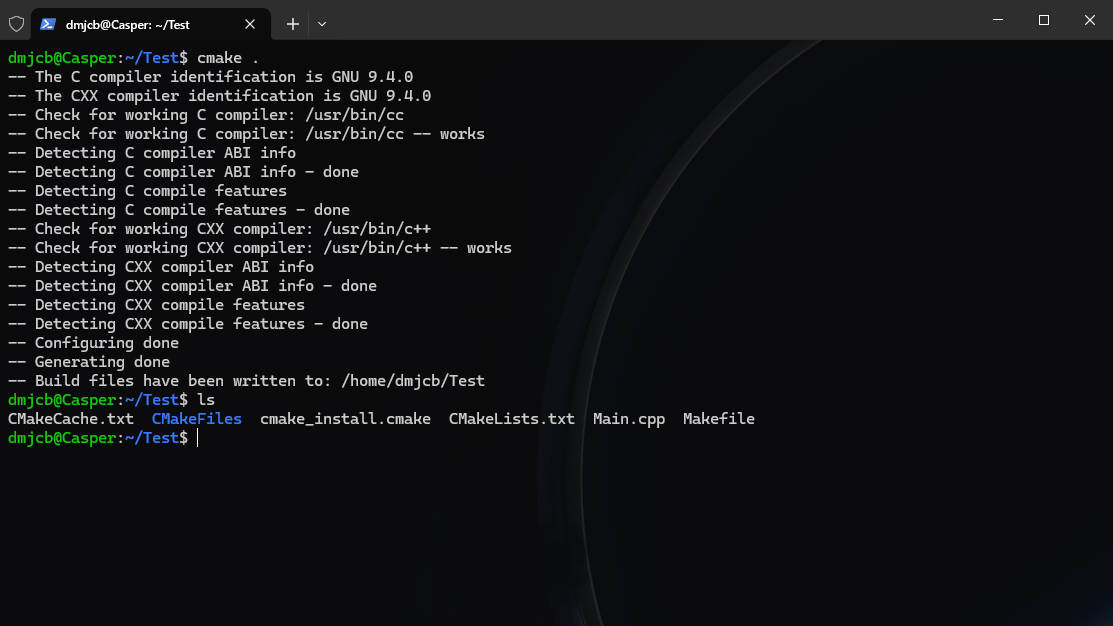 dmjcb@Casper: ~/Test
dmjcb@Casper:~/Test$ cmake .
-- The C compiler identification is GNU 9.4.0
-- The CXX compiler identification is GNU 9.4.0
-- Check for working C compiler: /usr/bin/cc
-- Check for working C compiler: /usr/bin/cc -- works
-- Detecting C compiler ABI info
-- Detecting C compiler ABI info - done
-- Detecting C compile features
-- Detecting C compile features - done
-- Check for working CXX compiler: /usr/bin/c++
-- Check for working CXX compiler: /usr/bin/c++ -- works
-- Detecting CXX compiler ABI info
-- Detecting CXX compiler ABI info - done
-- Detecting CXX compile features
-- Detecting CXX compile features - done
-- Configuring done
-- Generating done
-- Build files have been written to: /home/dmjcb/Test
dmjcb@Casper:~/Test$ ls
CMakeCache.txt  CMakeFiles  cmake_install.cmake  CMakeLists.txt  Main.cpp  Makefile
dmjcb@Casper:~/Test$